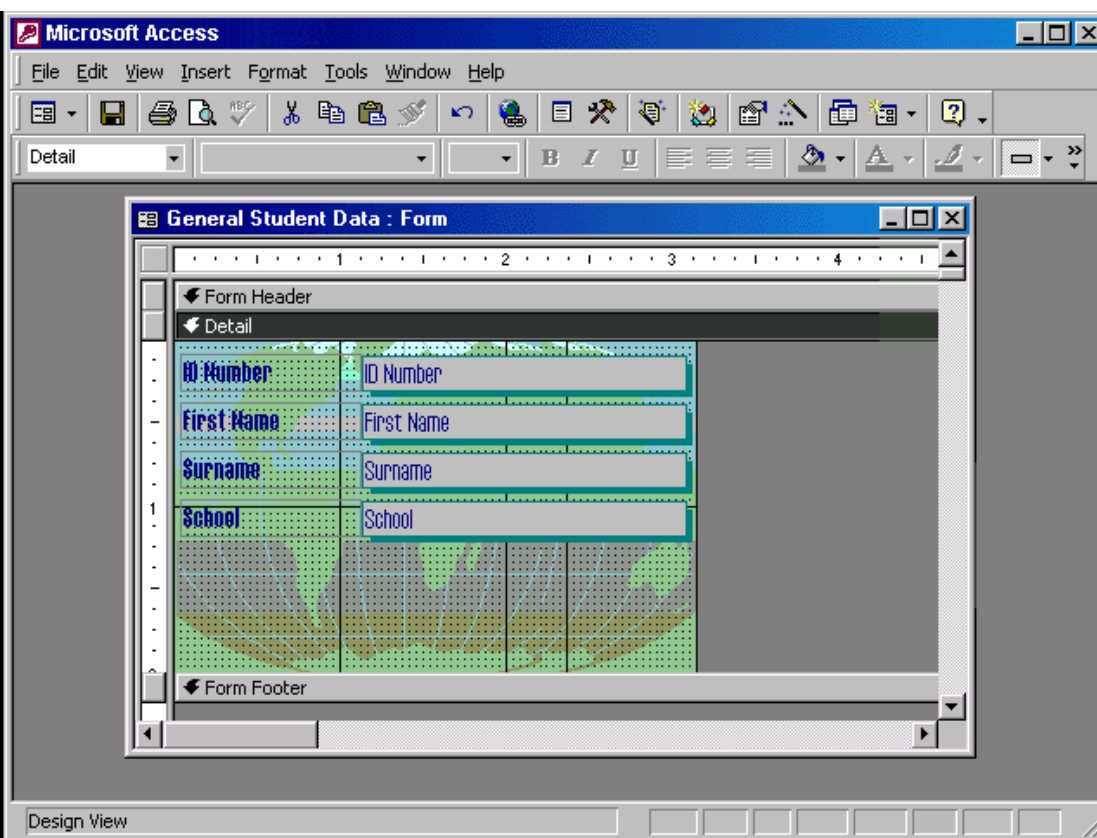 Microsoft Access
File Edit View Insert Format Tools Window Help
ABC
Detail B I U A
General Student Data : Form
1 2 3 4
Form Header
Detail
ID Number ID Number
First Name First Name
Surname Surname
1
School School
Form Footer
Design View